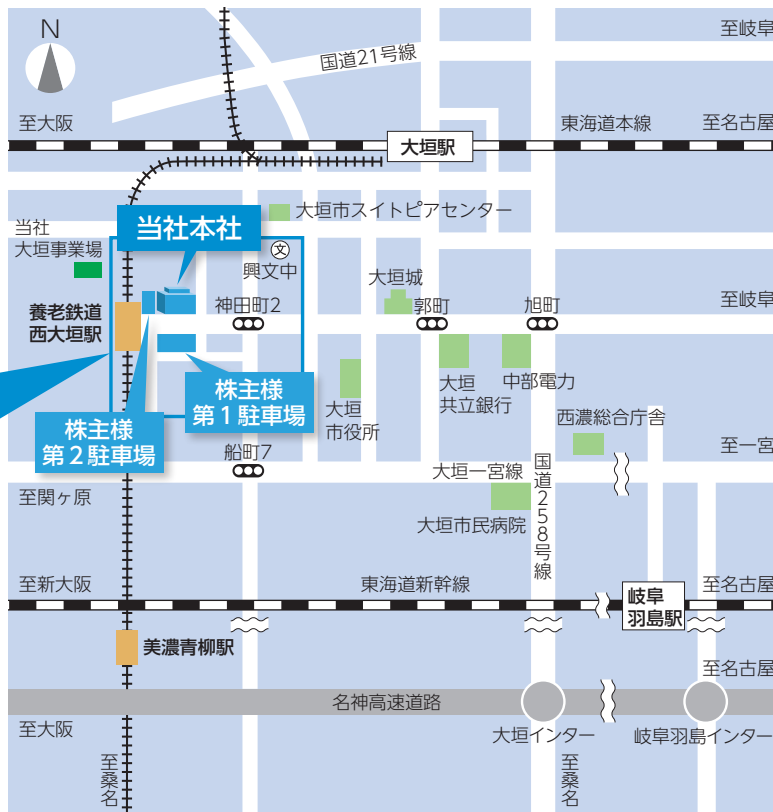 N
至岐阜
国道21号線
至大阪
東海道本線
至名古屋
大垣駅
大垣市スイトピアセンター
当社本社
当社
大垣事業場
文
興文中
大垣城
養老鉄道
西大垣駅
神田町2
郭町
旭町
至岐阜
株主様
第1駐車場
大垣
市役所
大垣
共立銀行
中部電力
株主様
第2駐車場
西濃総合庁舎
船町7
至一宮
大垣一宮線
至関ヶ原
国道258号線
大垣市民病院
至新大阪
東海道新幹線
至名古屋
岐阜
羽島駅
美濃青柳駅
至名古屋
名神高速道路
至大阪
大垣インター
岐阜羽島インター
至桑名
至桑名